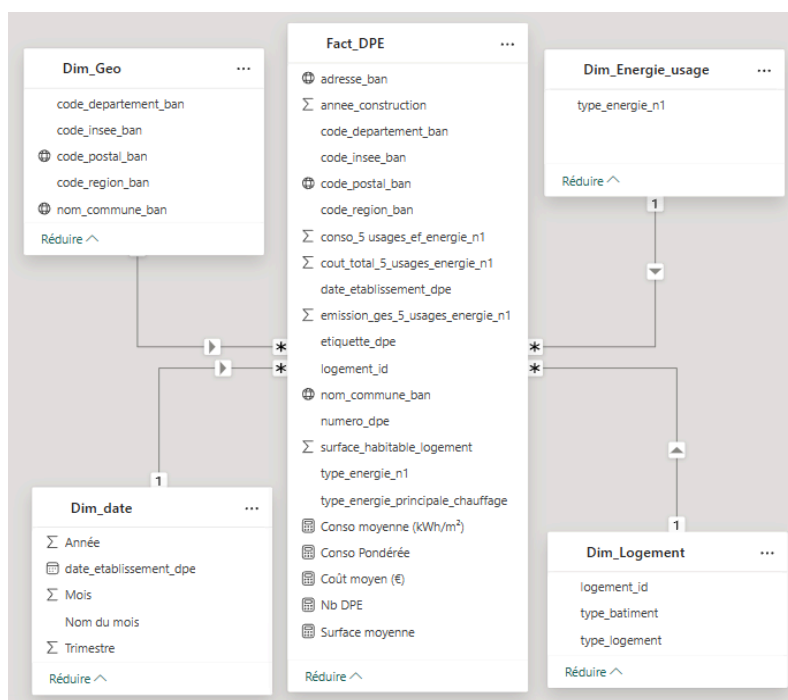 Dim_Geo
code_departement_ban
code_insee_ban
code_postal_ban
code_region_ban
nom_commune_ban
Réduire
Fact_DPE
adresse_ban
annee_construction
code_departement_ban
code_insee_ban
code_postal_ban
code_region_ban
conso_5 usages_ef_energie_n1
cout_total_5_usages_energie_n1
date_etablissement_dpe
emission_ges_5_usages_energie_n1
etiquette_dpe
logement_id
nom_commune_ban
numero_dpe
surface_habitable_logement
type_energie_n1
type_energie_principale_chauffage
Conso moyenne (kWh/m²)
Conso Pondérée
Coût moyen (€)
Nb DPE
Surface moyenne
Réduire
Dim_Energie_usage
type_energie_n1
Réduire
1
*
*
*
*
1
Dim_date
Année
date_etablissement_dpe
Mois
Nom du mois
Trimestre
Réduire
1
Dim_Logement
logement_id
type_batiment
type_logement
Réduire